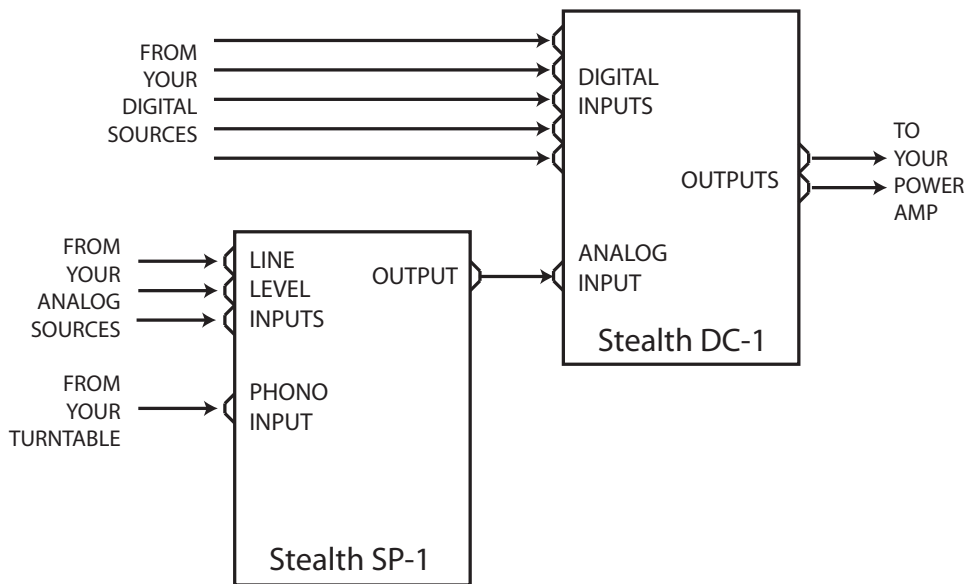 FROM
YOUR
DIGITAL
SOURCES
DIGITAL
INPUTS
OUTPUTS
TO
YOUR
POWER
AMP
ANALOG
INPUT
Stealth DC-1
FROM
YOUR
ANALOG
SOURCES
LINE
LEVEL
INPUTS
OUTPUT
FROM
YOUR
TURNTABLE
PHONO
INPUT
Stealth SP-1